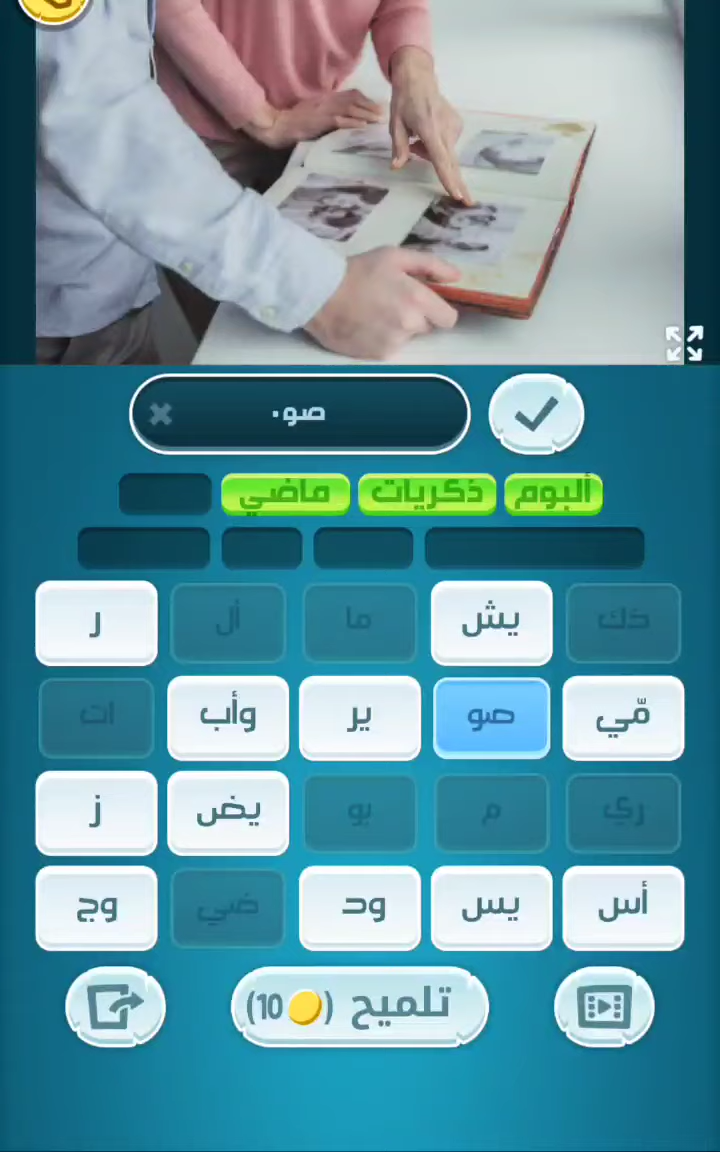 صو.
ألبوم ذكريات ماضي
ذك يش ما أل ر
مّي صو ير وأب ات
ري م بو يض ز
أس يس ود ضي وج
تلميح (10)